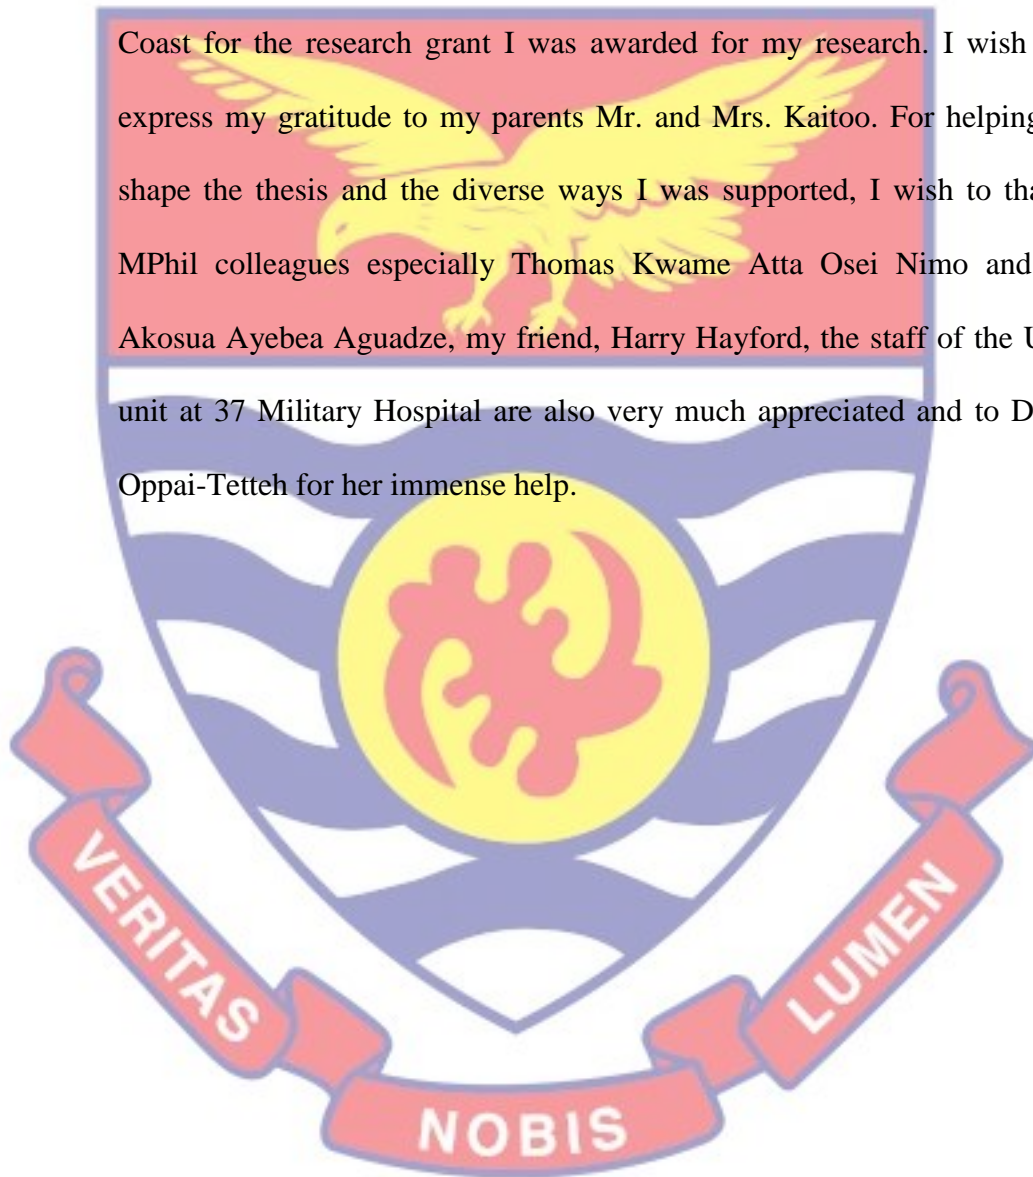 Coast for the research grant I was awarded for my research. I wish
express my gratitude to my parents Mr. and Mrs. Kaitoo. For helping
shape the thesis and the diverse ways I was supported, I wish to
MPhil colleagues especially Thomas Kwame Atta Osei Nimo and
Akosua Ayebea Aguadze, my friend, Harry Hayford, the staff of the
unit at 37 Military Hospital are also very much appreciated and to
Oppai-Tetteh for her immense help.
VERITAS
NOBIS
LUMEN